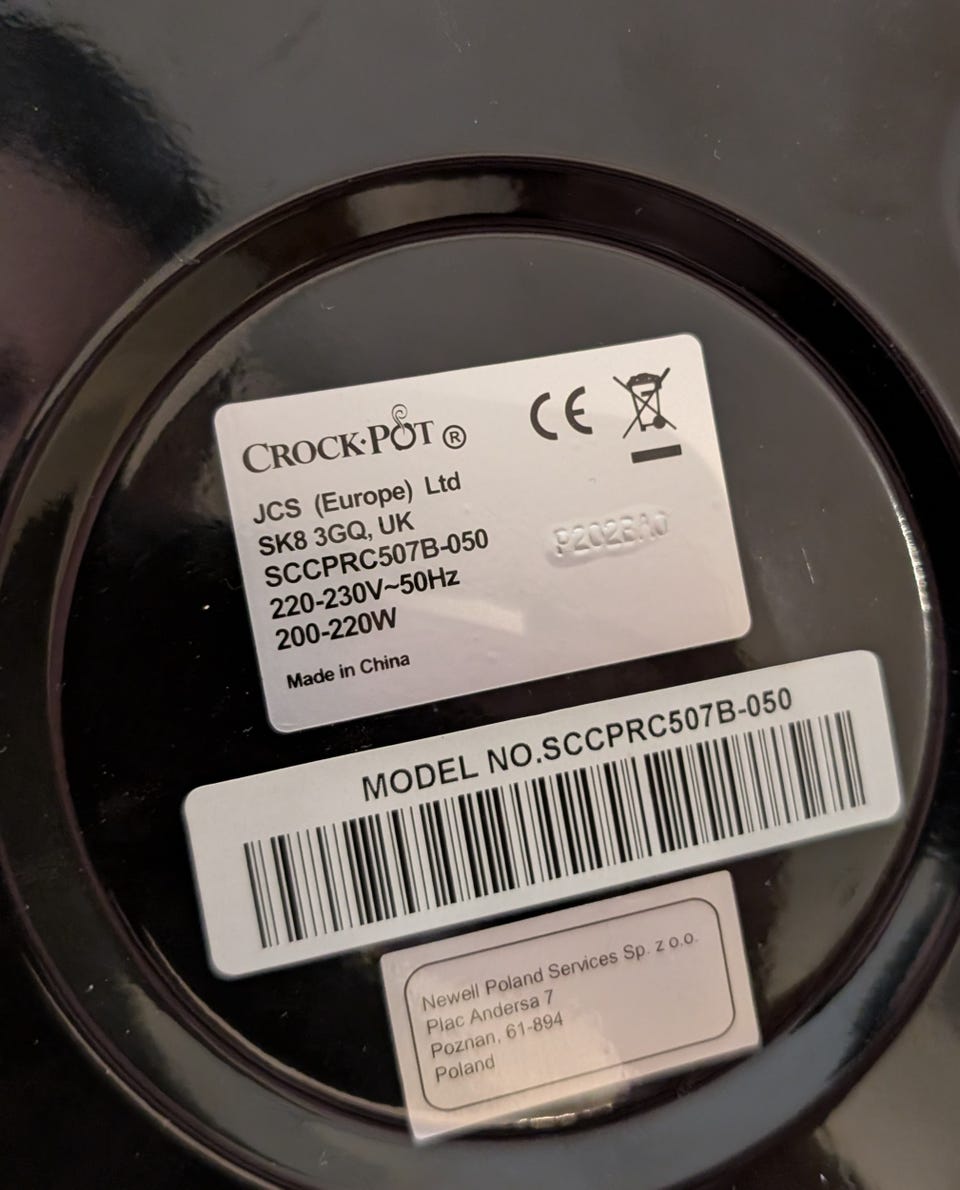 CROCK·POT ®
CE
JCS (Europe) Ltd
SK8 3GQ, UK
SCCPRC507B-050
220-230V~50Hz
200-220W
Made in China
MODEL NO.SCCPRC507B-050
Newell Poland Services Sp. z o.o.
Plac Andersa 7
Poznan, 61-894
Poland